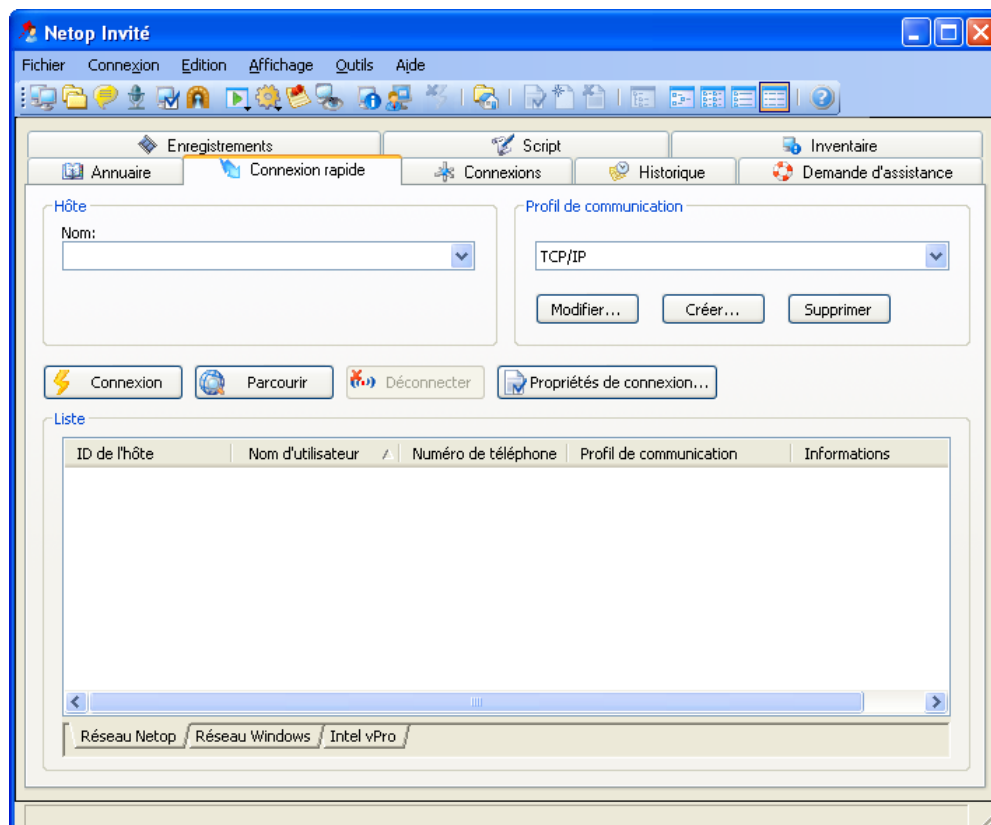 Netop Invité
Fichier Connexion Edition Affichage Outils Aide
Enregistrements Script Inventaire
Annuaire Connexion rapide Connexions Historique Demande d'assistance
Hôte Profil de communication
Nom:
TCP/IP
Modifier... Créer... Supprimer
Connexion Parcourir Déconnecter Propriétés de connexion...
Liste
ID de l'hôte Nom d'utilisateur Numéro de téléphone Profil de communication Informations
Réseau Netop Réseau Windows Intel vPro